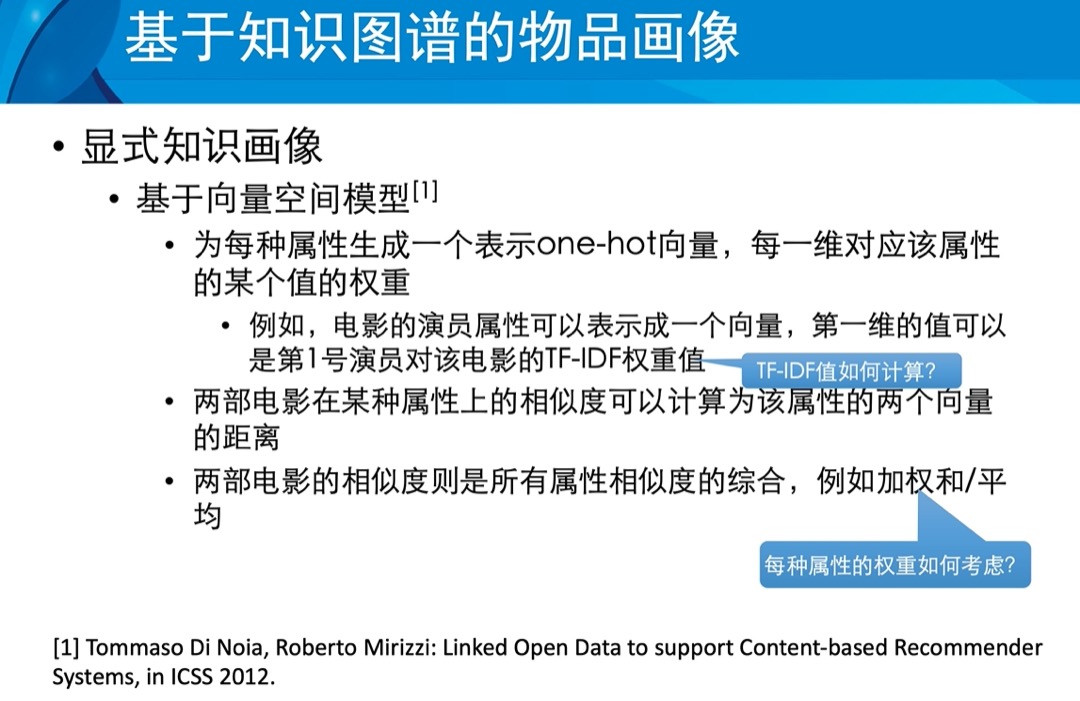 基于知识图谱的物品画像
• 显式知识画像
• 基于向量空间模型[1]
• 为每种属性生成一个表示one-hot向量，每一维对应该属性
的某个值的权重
• 例如，电影的演员属性可以表示成一个向量，第一维的值可以
是第1号演员对该电影的TF-IDF权重值
TF-IDF值如何计算？
• 两部电影在某种属性上的相似度可以计算为该属性的两个向量
的距离
• 两部电影的相似度则是所有属性相似度的综合，例如加权和/平
均
每种属性的权重如何考虑？
[1] Tommaso Di Noia, Roberto Mirizzi: Linked Open Data to support Content-based Recommender
Systems, in ICSS 2012.